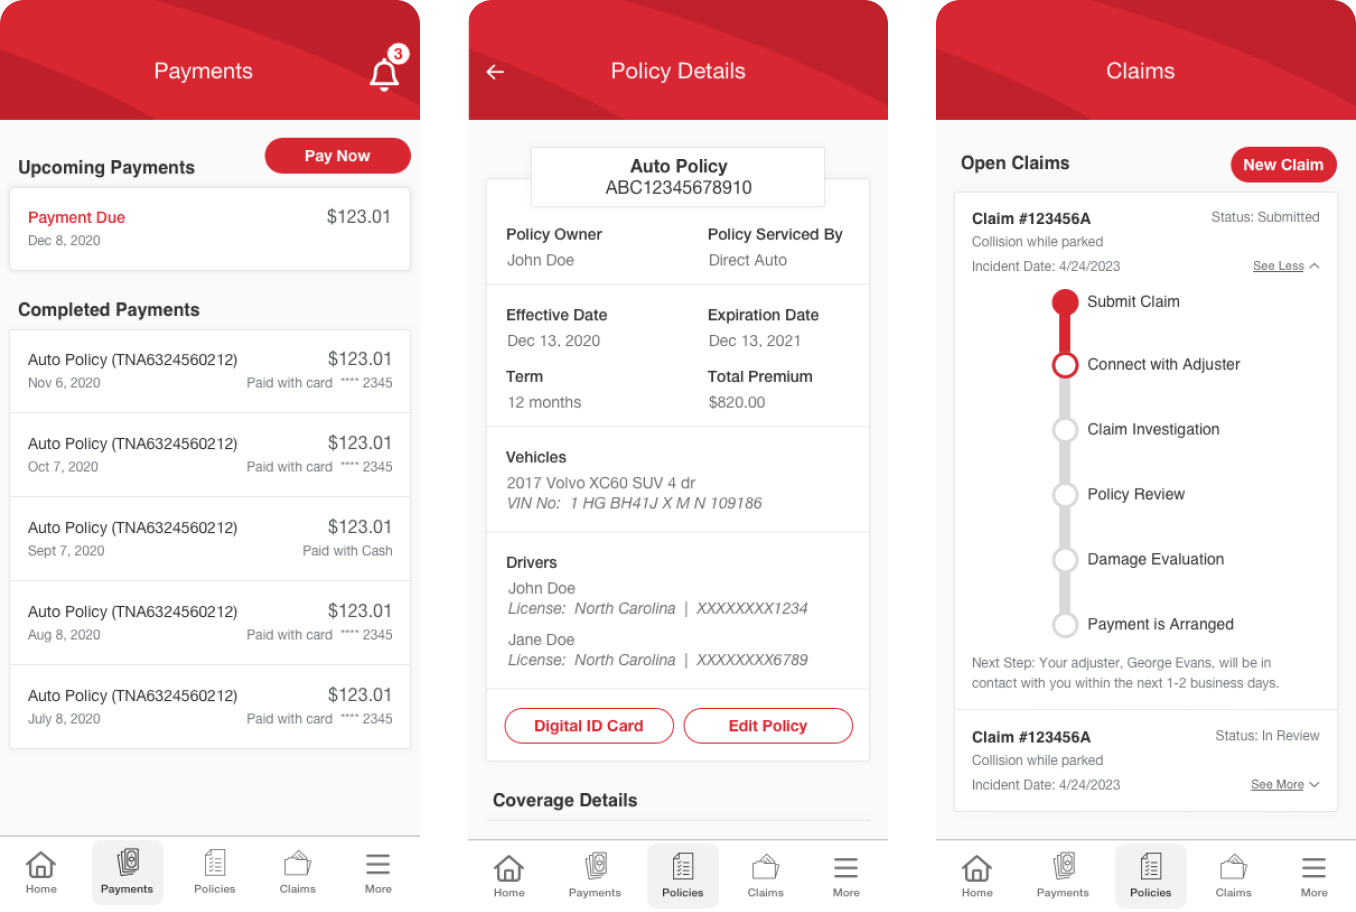 Payments
3
Upcoming Payments
Pay Now
Payment Due
$123.01
Dec 8, 2020
Completed Payments
Auto Policy (TNA6324560212)
$123.01
Nov 6, 2020
Paid with card **** 2345
Auto Policy (TNA6324560212)
$123.01
Oct 7, 2020
Paid with card **** 2345
Auto Policy (TNA6324560212)
$123.01
Sept 7, 2020
Paid with Cash
Auto Policy (TNA6324560212)
$123.01
Aug 8, 2020
Paid with card **** 2345
Auto Policy (TNA6324560212)
$123.01
July 8, 2020
Paid with card **** 2345
Home
Payments
Policies
Claims
More
Policy Details
Auto Policy
ABC12345678910
Policy Owner
Policy Serviced By
John Doe
Direct Auto
Effective Date
Expiration Date
Dec 13, 2020
Dec 13, 2021
Term
Total Premium
12 months
$820.00
Vehicles
2017 Volvo XC60 SUV 4 dr
VIN No: 1 HG BH41J X M N 109186
Drivers
John Doe
License: North Carolina | XXXXXXXX1234
Jane Doe
License: North Carolina | XXXXXXXX6789
Digital ID Card
Edit Policy
Coverage Details
Home
Payments
Policies
Claims
More
Claims
Open Claims
New Claim
Claim #123456A
Status: Submitted
Collision while parked
Incident Date: 4/24/2023
See Less
Submit Claim
Connect with Adjuster
Claim Investigation
Policy Review
Damage Evaluation
Payment is Arranged
Next Step: Your adjuster, George Evans, will be in
contact with you within the next 1-2 business days.
Claim #123456A
Status: In Review
Collision while parked
Incident Date: 4/24/2023
See More
Home
Payments
Policies
Claims
More